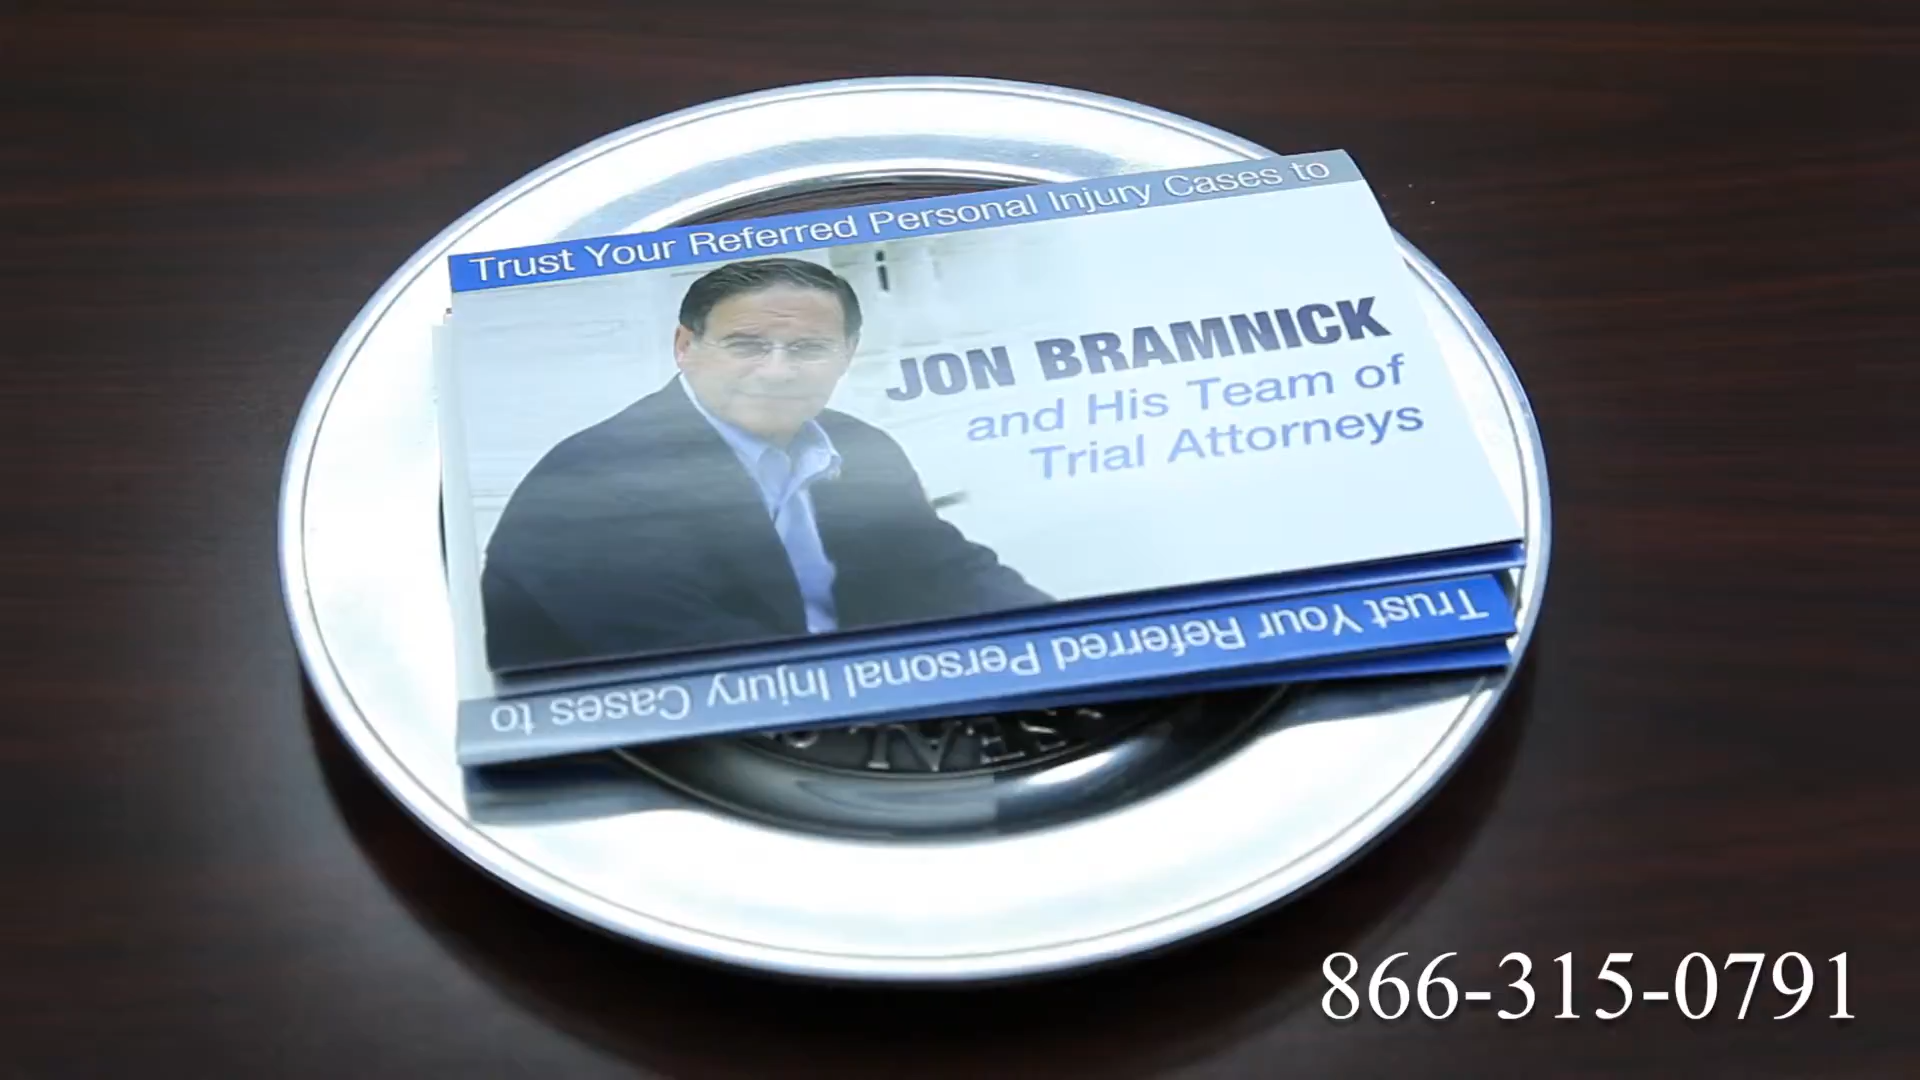 Trust Your Referred Personal Injury Cases to
JON BRAMNICK
and His Team of
Trial Attorneys
Trust Your Referred Personal Injury Cases to
866-315-0791